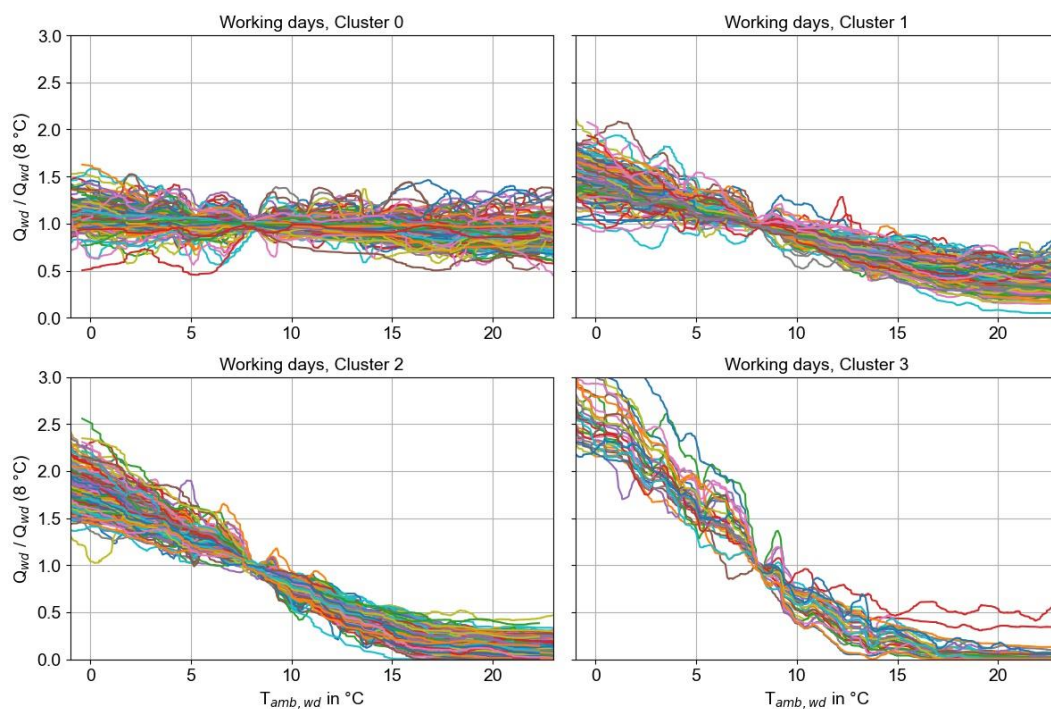 Working days, Cluster 0
Working days, Cluster 1
3.0
2.5
2.0
1.5
1.0
0.5
0.0
Q_wd / Q_wd (8 °C)
0 5 10 15 20
0 5 10 15 20
Working days, Cluster 2
Working days, Cluster 3
3.0
2.5
2.0
1.5
1.0
0.5
0.0
Q_wd / Q_wd (8 °C)
0 5 10 15 20
0 5 10 15 20
T_amb, wd in °C
T_amb, wd in °C